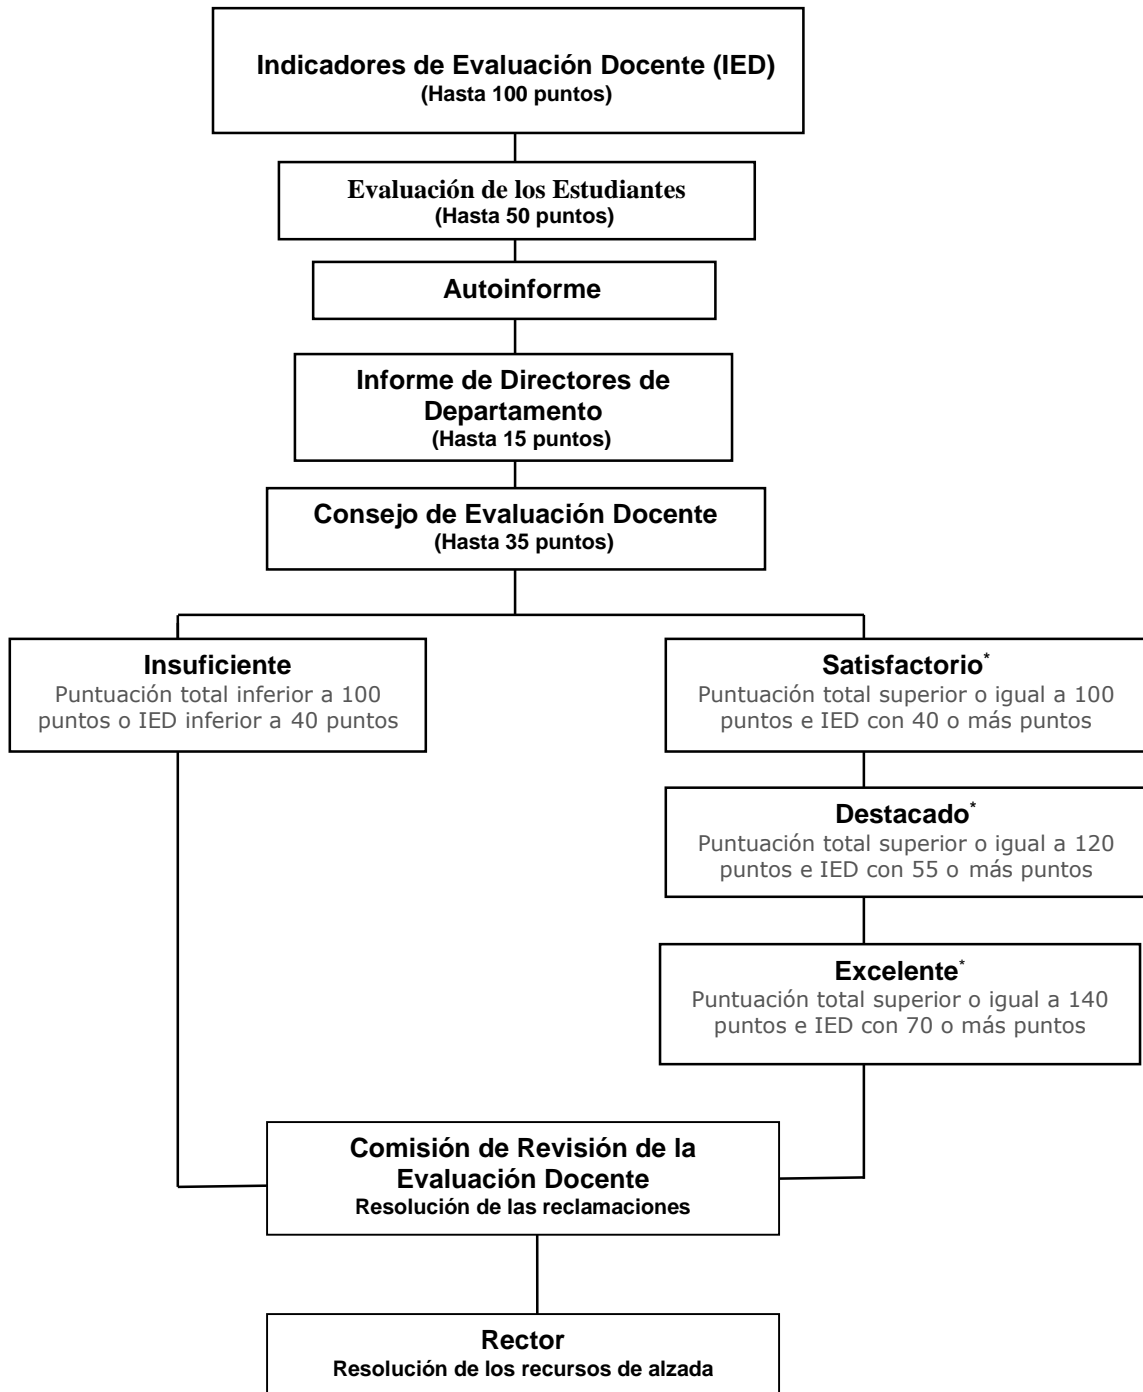 Indicadores de Evaluación Docente (IED)
(Hasta 100 puntos)
Evaluación de los Estudiantes
(Hasta 50 puntos)
Autoinforme
Informe de Directores de
Departamento
(Hasta 15 puntos)
Consejo de Evaluación Docente
(Hasta 35 puntos)
Insuficiente
Puntuación total inferior a 100
puntos o IED inferior a 40 puntos
Satisfactorio*
Puntuación total superior o igual a 100
puntos e IED con 40 o más puntos
Destacado*
Puntuación total superior o igual a 120
puntos e IED con 55 o más puntos
Excelente*
Puntuación total superior o igual a 140
puntos e IED con 70 o más puntos
Comisión de Revisión de la
Evaluación Docente
Resolución de las reclamaciones
Rector
Resolución de los recursos de alzada